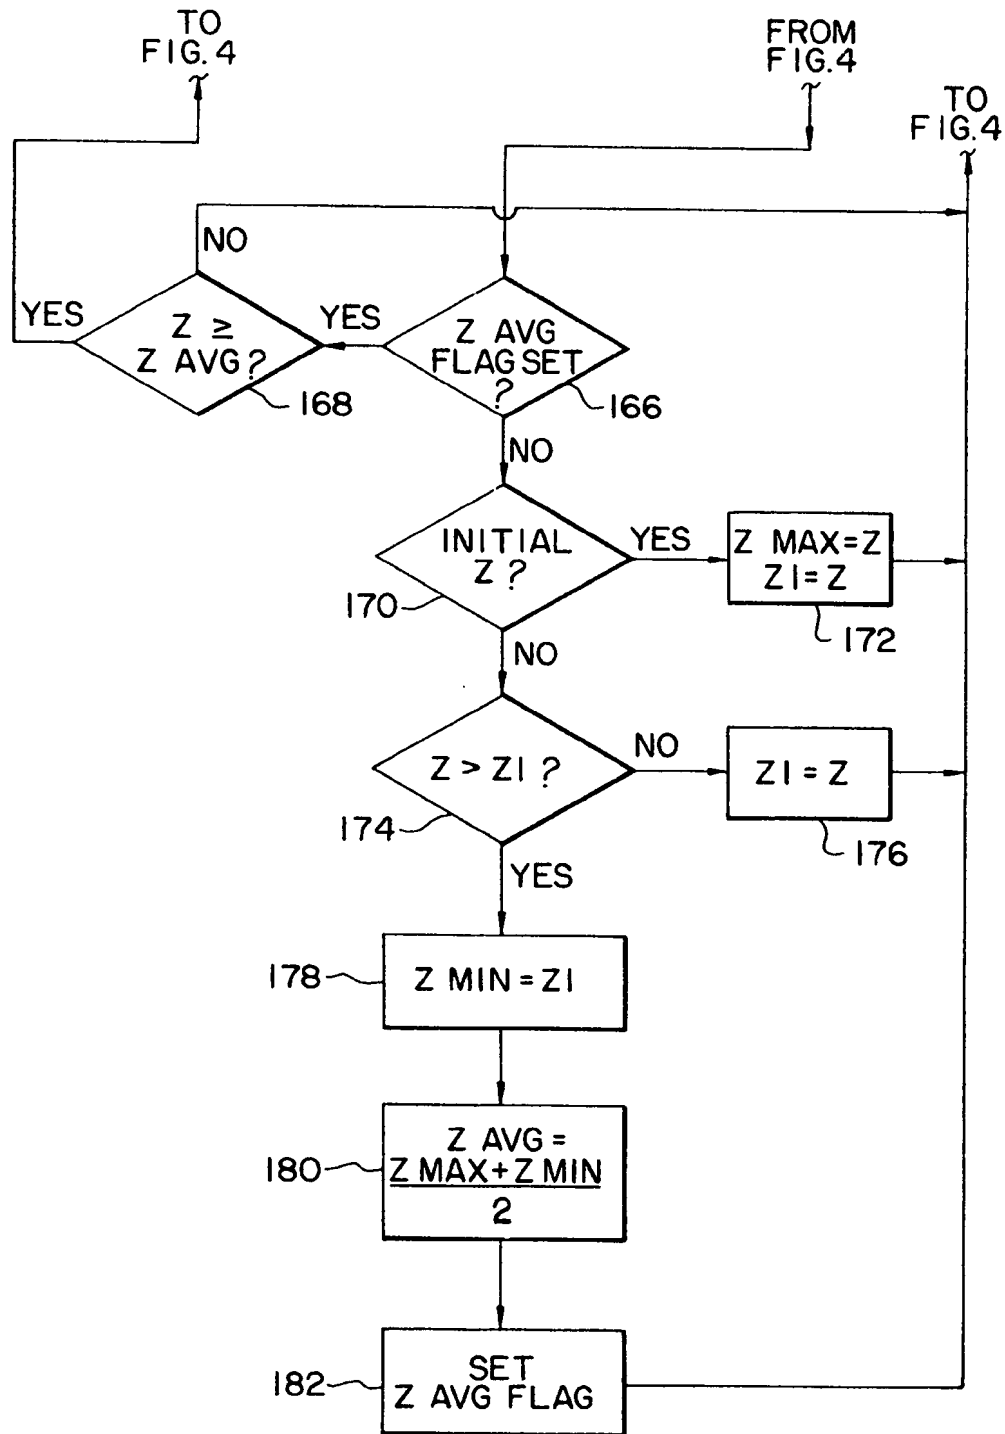 TO
FIG. 4
FROM
FIG. 4
TO
FIG. 4
NO
YES
Z ≥
Z AVG?
168
YES
Z AVG
FLAG SET
?
166
NO
INITIAL
Z ?
170
YES
Z MAX=Z
Z1=Z
172
NO
Z > Z1 ?
174
NO
Z1 = Z
176
YES
178
Z MIN = Z1
180
Z AVG =
Z MAX+Z MIN
2
182
SET
Z AVG FLAG